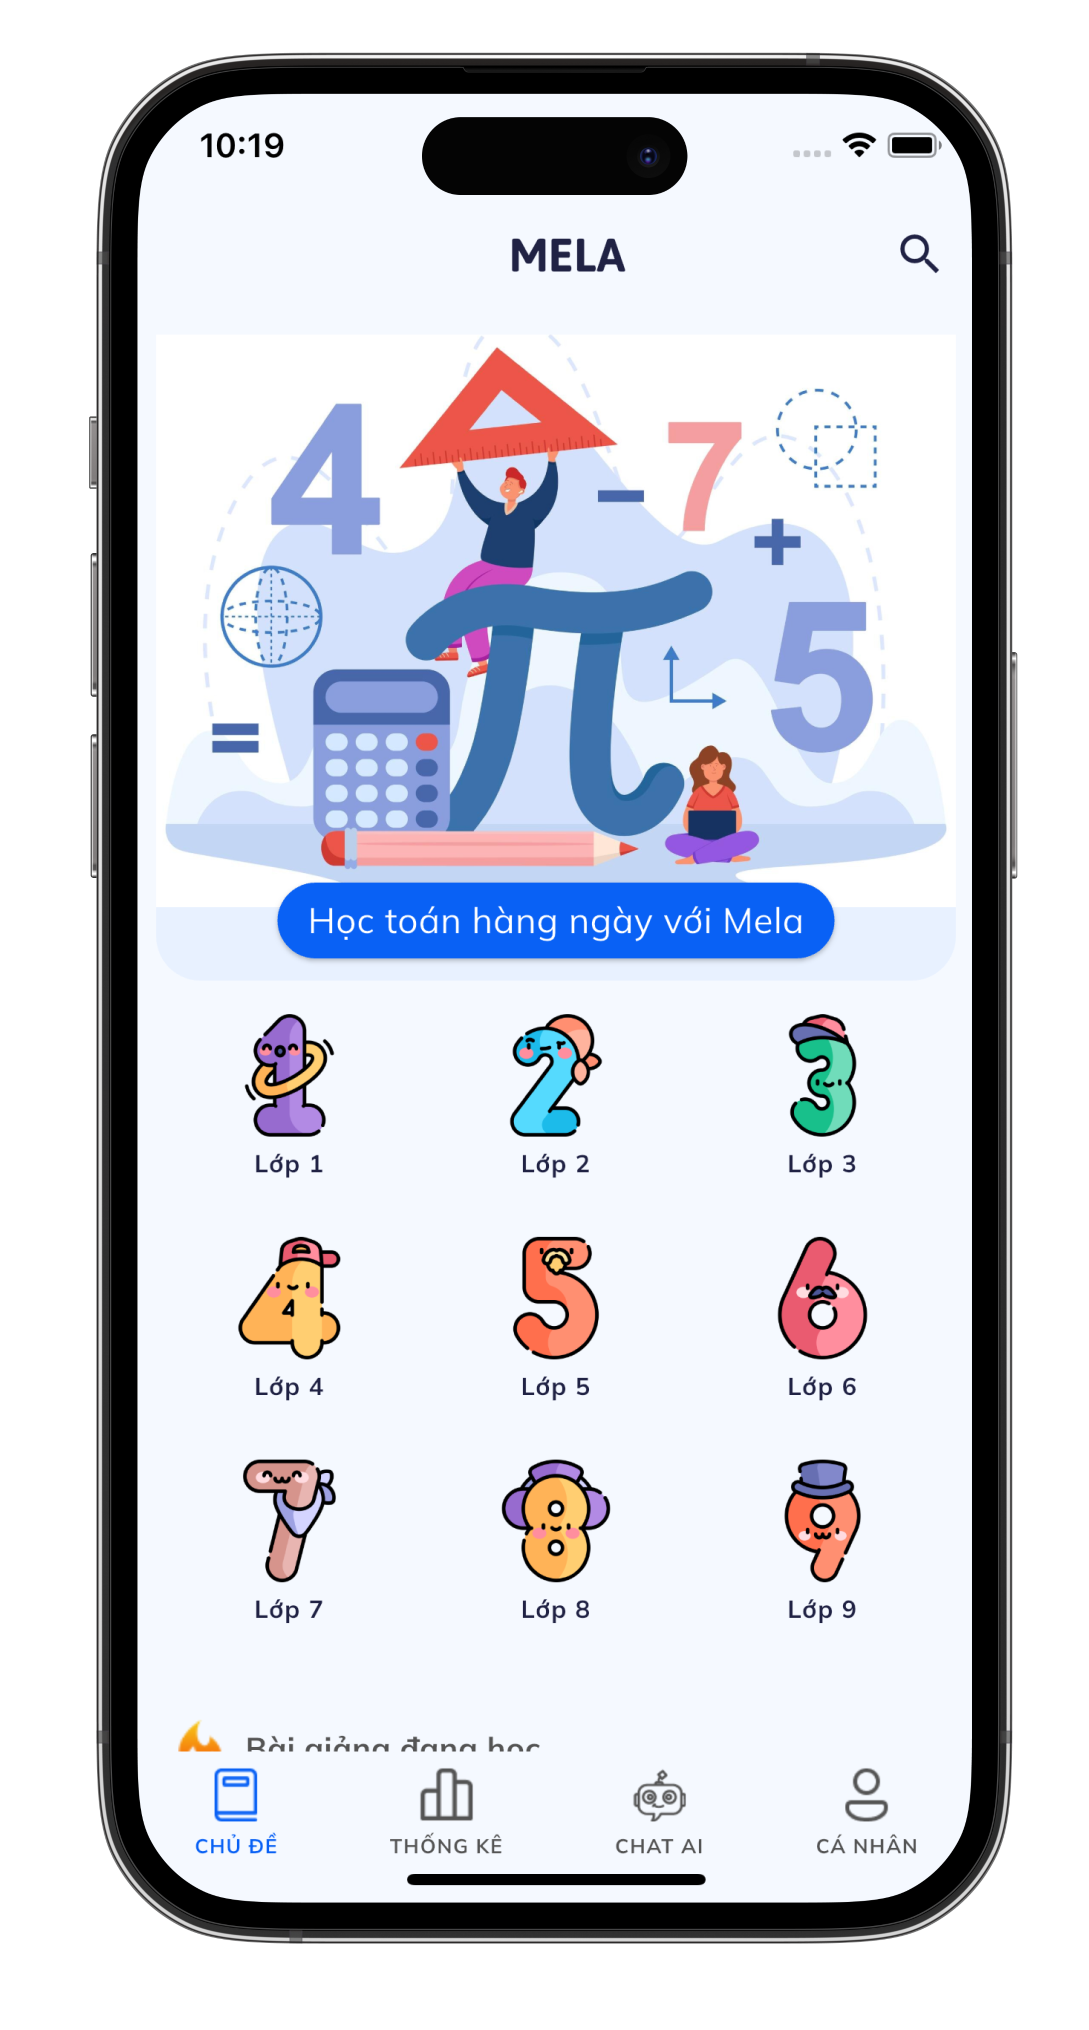 10:19
MELA
4
7
5
Học toán hàng ngày với Mela
Lớp 1
Lớp 2
Lớp 3
Lớp 4
Lớp 5
Lớp 6
Lớp 7
Lớp 8
Lớp 9
Bài giảng đang học
CHỦ ĐỀ
THỐNG KÊ
CHAT AI
CÁ NHÂN